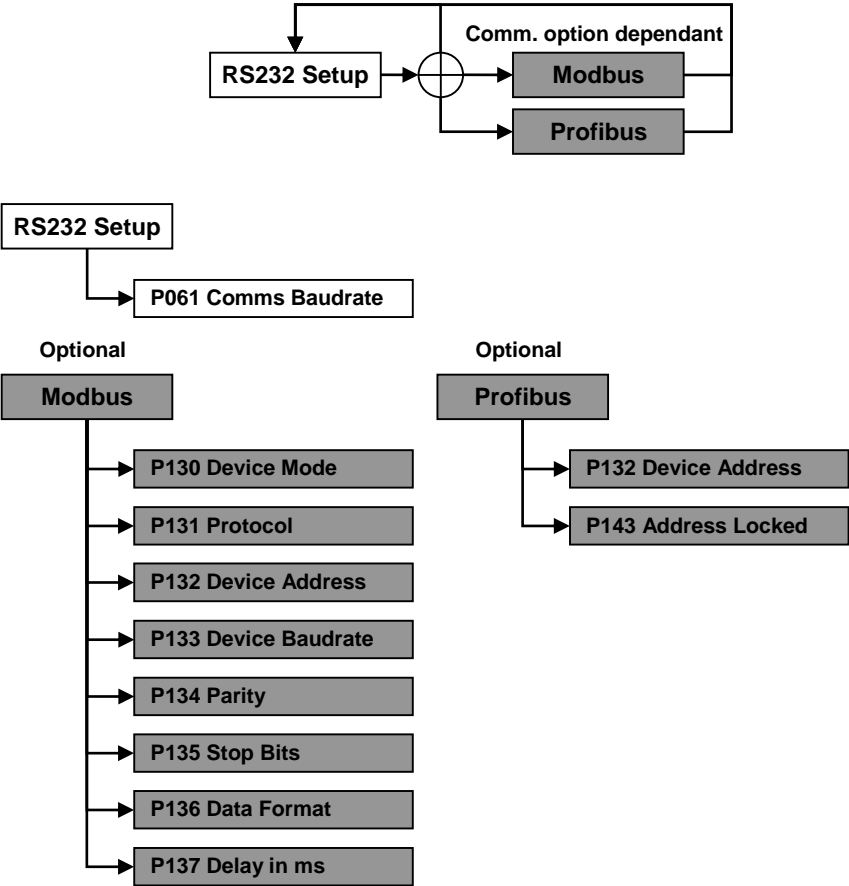 Comm. option dependant
RS232 Setup
Modbus
Profibus
RS232 Setup
P061 Comms Baudrate
Optional
Modbus
P130 Device Mode
P131 Protocol
P132 Device Address
P133 Device Baudrate
P134 Parity
P135 Stop Bits
P136 Data Format
P137 Delay in ms
Optional
Profibus
P132 Device Address
P143 Address Locked